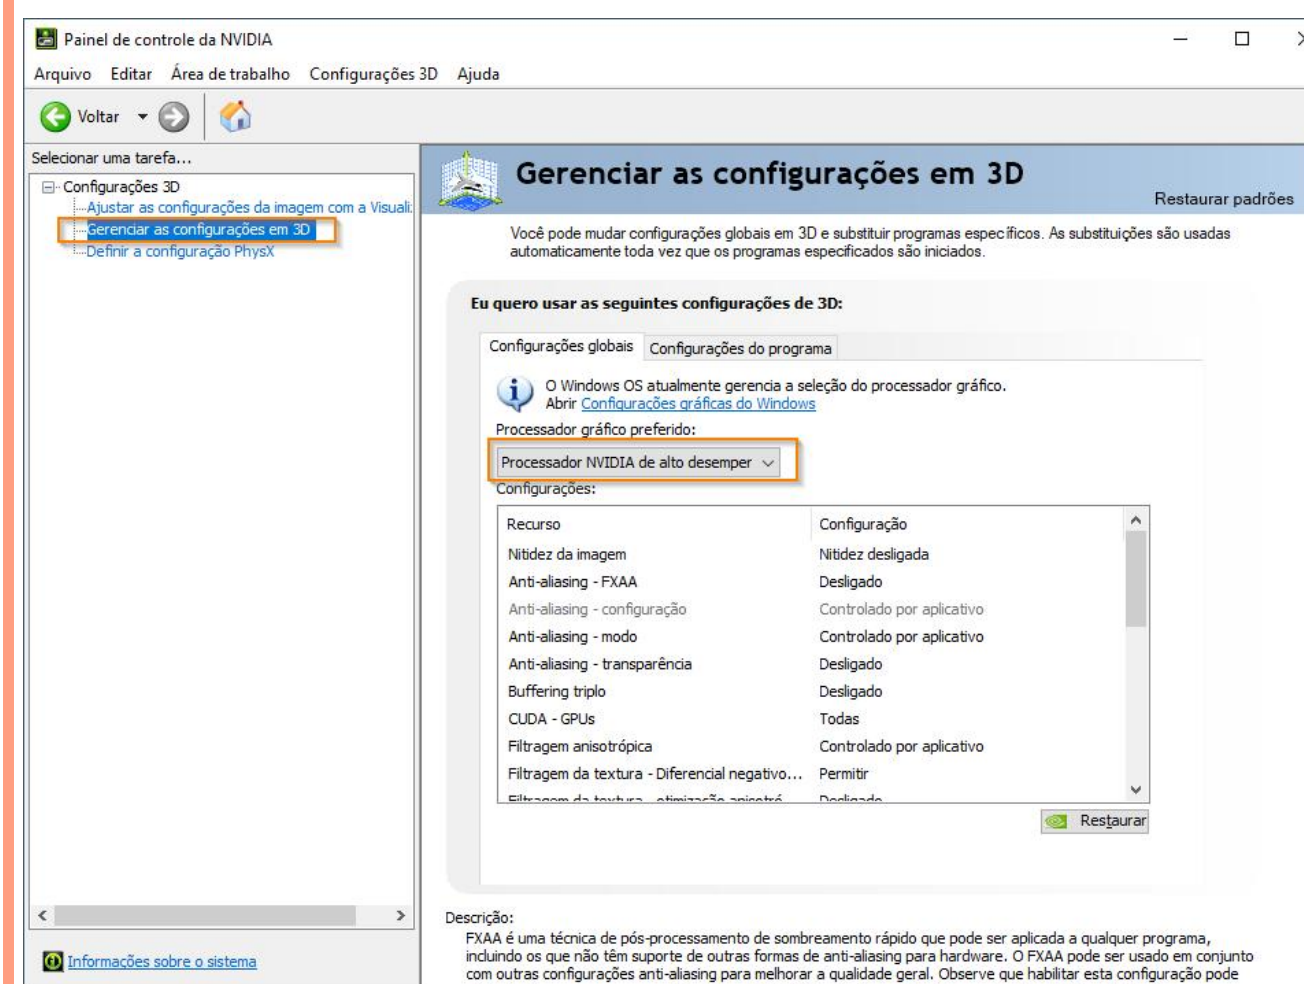 Painel de controle da NVIDIA
Arquivo Editar Área de trabalho Configurações 3D Ajuda
Voltar
Selecionar uma tarefa...
Configurações 3D
Ajustar as configurações da imagem com a
Gerenciar as configurações em 3D
Definir a configuração PhysX
Informações sobre o sistema
Gerenciar as configurações em 3D
Restaurar padrões
Você pode mudar configurações globais em 3D e substituir programas específicos. As substituições são usadas
automaticamente toda vez que os programas especificados são iniciados.
Eu quero usar as seguintes configurações de 3D:
Configurações globais Configurações do programa
O Windows OS atualmente gerencia a seleção do processador gráfico.
Abrir Configurações gráficas do Windows
Processador gráfico preferido:
Processador NVIDIA de alto desemper
Configurações:
Recurso Configuração
Nitidez da imagem Nitidez desligada
Anti-aliasing - FXAA Desligado
Anti-aliasing - configuração Controlado por aplicativo
Anti-aliasing - modo Controlado por aplicativo
Anti-aliasing - transparência Desligado
Buffering triplo Desligado
CUDA - GPUs Todas
Filtragem anisotrópica Controlado por aplicativo
Filtragem da textura - Diferencial negativo... Permitir
Restaurar
Descrição:
FXAA é uma técnica de pós-processamento de sombreamento rápido que pode ser aplicada a qualquer programa,
incluindo os que não têm suporte de outras formas de anti-aliasing para hardware. O FXAA pode ser usado em conjunto
com outras configurações anti-aliasing para melhorar a qualidade geral. Observe que habilitar esta configuração pode